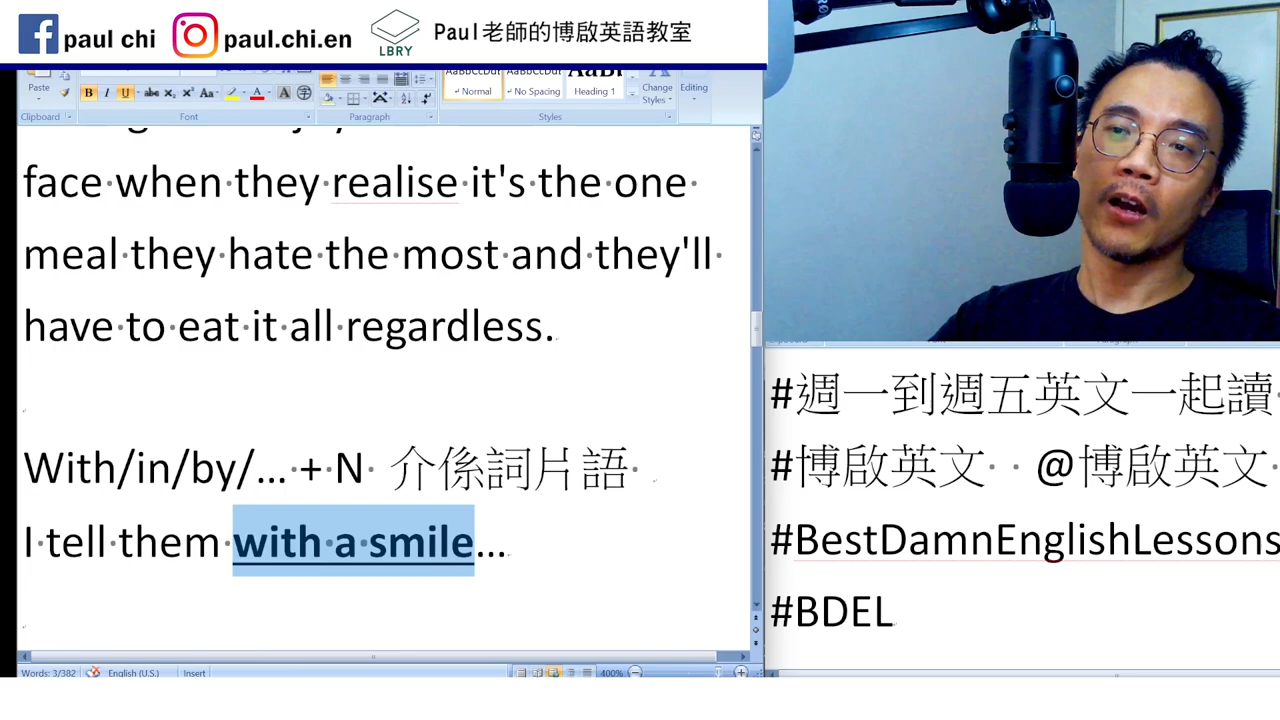 paul chi
paul.chi.en
LBRY
Paul老師的博啟英語教室
Paste
Clipboard
Font
Paragraph
AaBbCcDd
AaBbCcDd
Normal
No Spacing
Heading 1
Change Styles
Editing
Styles
face when they realise it's the one
meal they hate the most and they'll
have to eat it all regardless.
With/in/by/… + N 介係詞片語
I tell them with a smile…
Words: 3/382
English (U.S.)
Insert
400%
#週一到週五英文一起讀
#博啟英文 @博啟英文
#BestDamnEnglishLessons
#BDEL